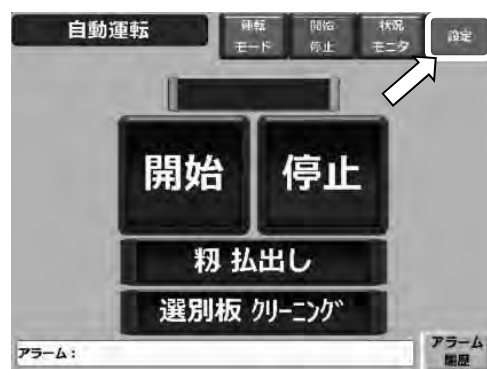 自動運転
運転
モード
開始
停止
状況
モニタ
設定
開始
停止
籾 払出し
選別板 ｸﾘｰﾆﾝｸﾞ
アラーム：
アラーム
履歴